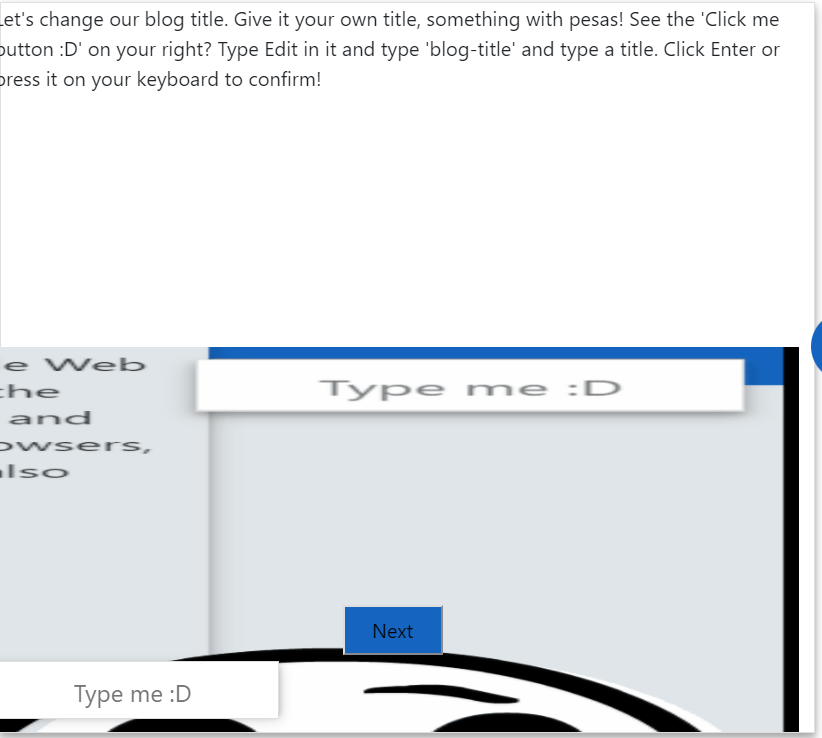 Let's change our blog title. Give it your own title, something with pesas! See the 'Click me
button :D' on your right? Type Edit in it and type 'blog-title' and type a title. Click Enter or
press it on your keyboard to confirm!
e Web
the
and
owsers,
also
Type me :D
Next
Type me :D